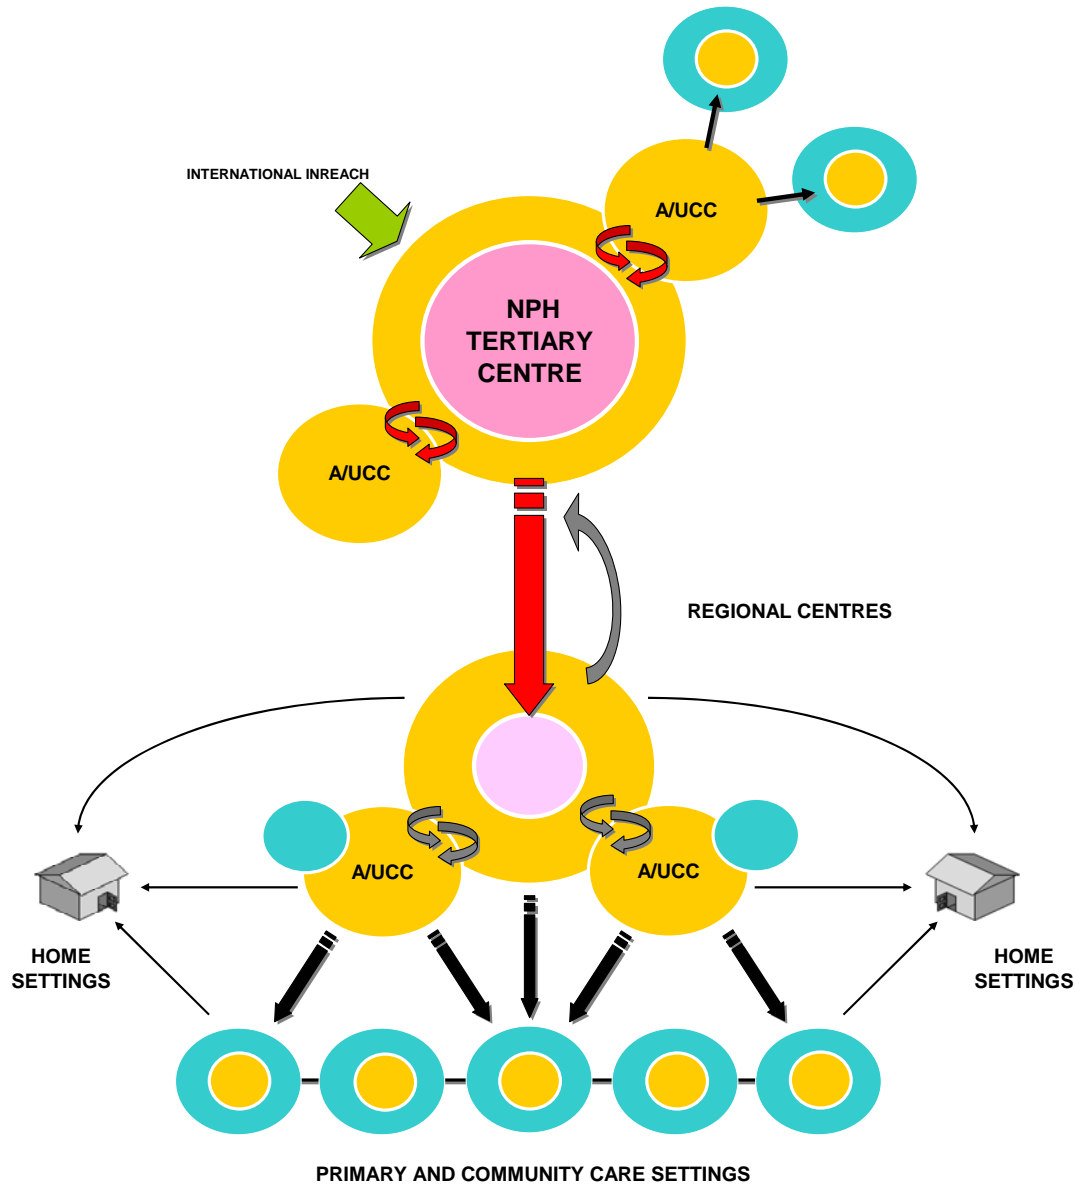 INTERNATIONAL INREACH
A/UCC
NPH
TERTIARY
CENTRE
A/UCC
REGIONAL CENTRES
A/UCC
A/UCC
HOME
SETTINGS
HOME
SETTINGS
PRIMARY AND COMMUNITY CARE SETTINGS